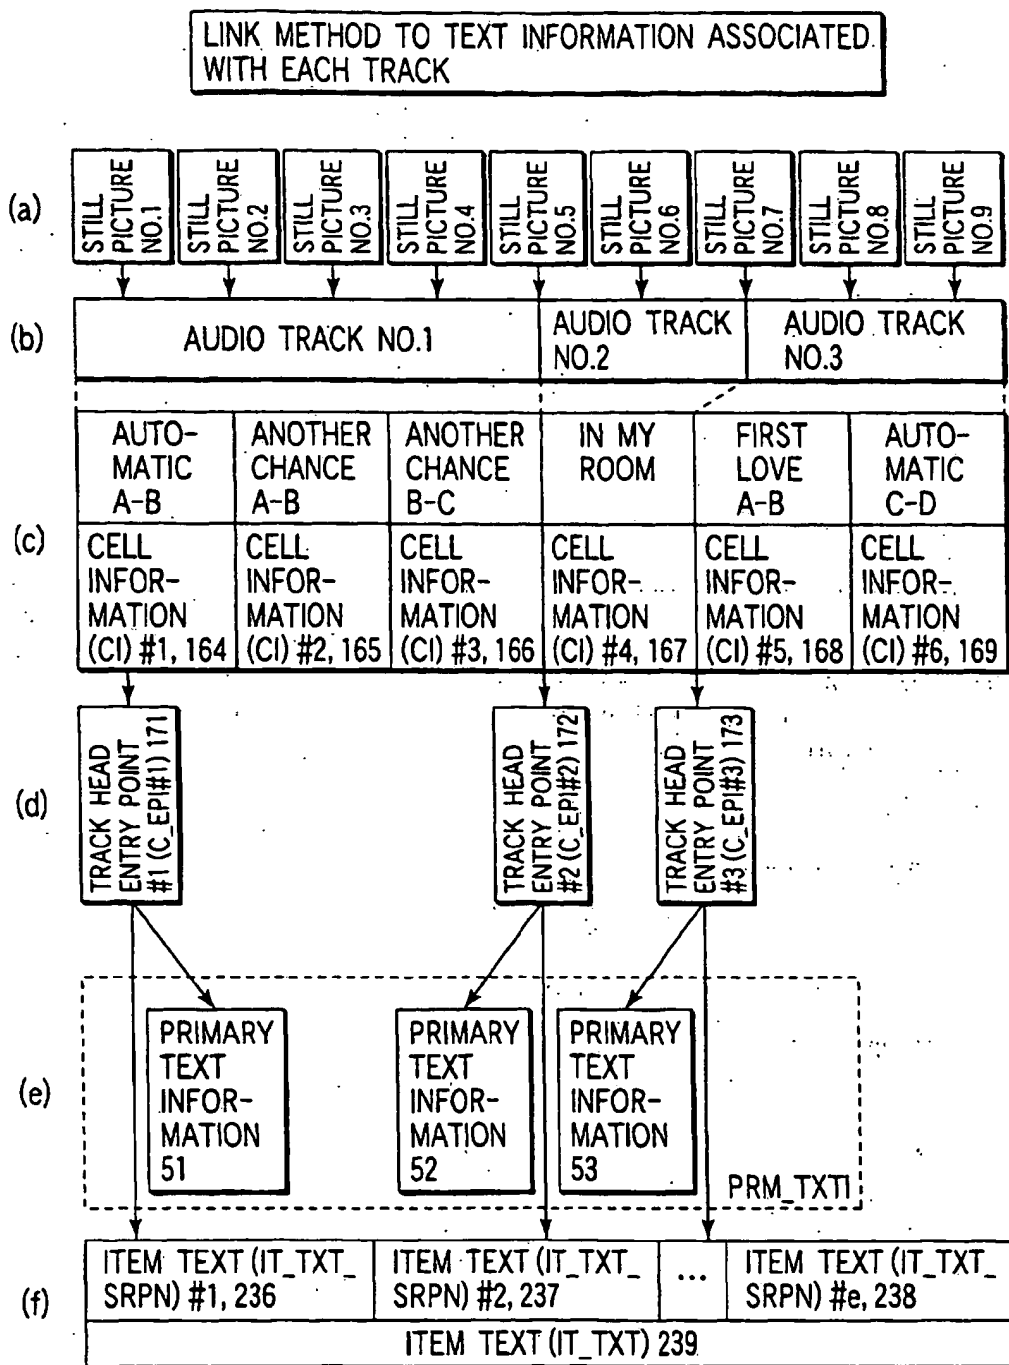 LINK METHOD TO TEXT INFORMATION ASSOCIATED
WITH EACH TRACK
(a)
STILL
PICTURE
NO.1
STILL
PICTURE
NO.2
STILL
PICTURE
NO.3
STILL
PICTURE
NO.4
STILL
PICTURE
NO.5
STILL
PICTURE
NO.6
STILL
PICTURE
NO.7
STILL
PICTURE
NO.8
STILL
PICTURE
NO.9
(b)
AUDIO TRACK NO.1
AUDIO TRACK
NO.2
AUDIO TRACK
NO.3
(c)
AUTO-
MATIC
A-B
ANOTHER
CHANCE
A-B
ANOTHER
CHANCE
B-C
IN MY
ROOM
FIRST
LOVE
A-B
AUTO-
MATIC
C-D
CELL
INFOR-
MATION
(CI) #1, 164
CELL
INFOR-
MATION
(CI) #2, 165
CELL
INFOR-
MATION
(CI) #3, 166
CELL
INFOR-
MATION
(CI) #4, 167
CELL
INFOR-
MATION
(CI) #5, 168
CELL
INFOR-
MATION
(CI) #6, 169
(d)
TRACK HEAD
ENTRY POINT
#1 (C_EPI#1) 171
TRACK HEAD
ENTRY POINT
#2 (C_EPI#2) 172
TRACK HEAD
ENTRY POINT
#3 (C_EPI#3) 173
(e)
PRIMARY
TEXT
INFOR-
MATION
51
PRIMARY
TEXT
INFOR-
MATION
52
PRIMARY
TEXT
INFOR-
MATION
53
PRM_TXTI
(f)
ITEM TEXT (IT_TXT_
SRPN) #1, 236
ITEM TEXT (IT_TXT_
SRPN) #2, 237
...
ITEM TEXT (IT_TXT_
SRPN) #e, 238
ITEM TEXT (IT_TXT) 239